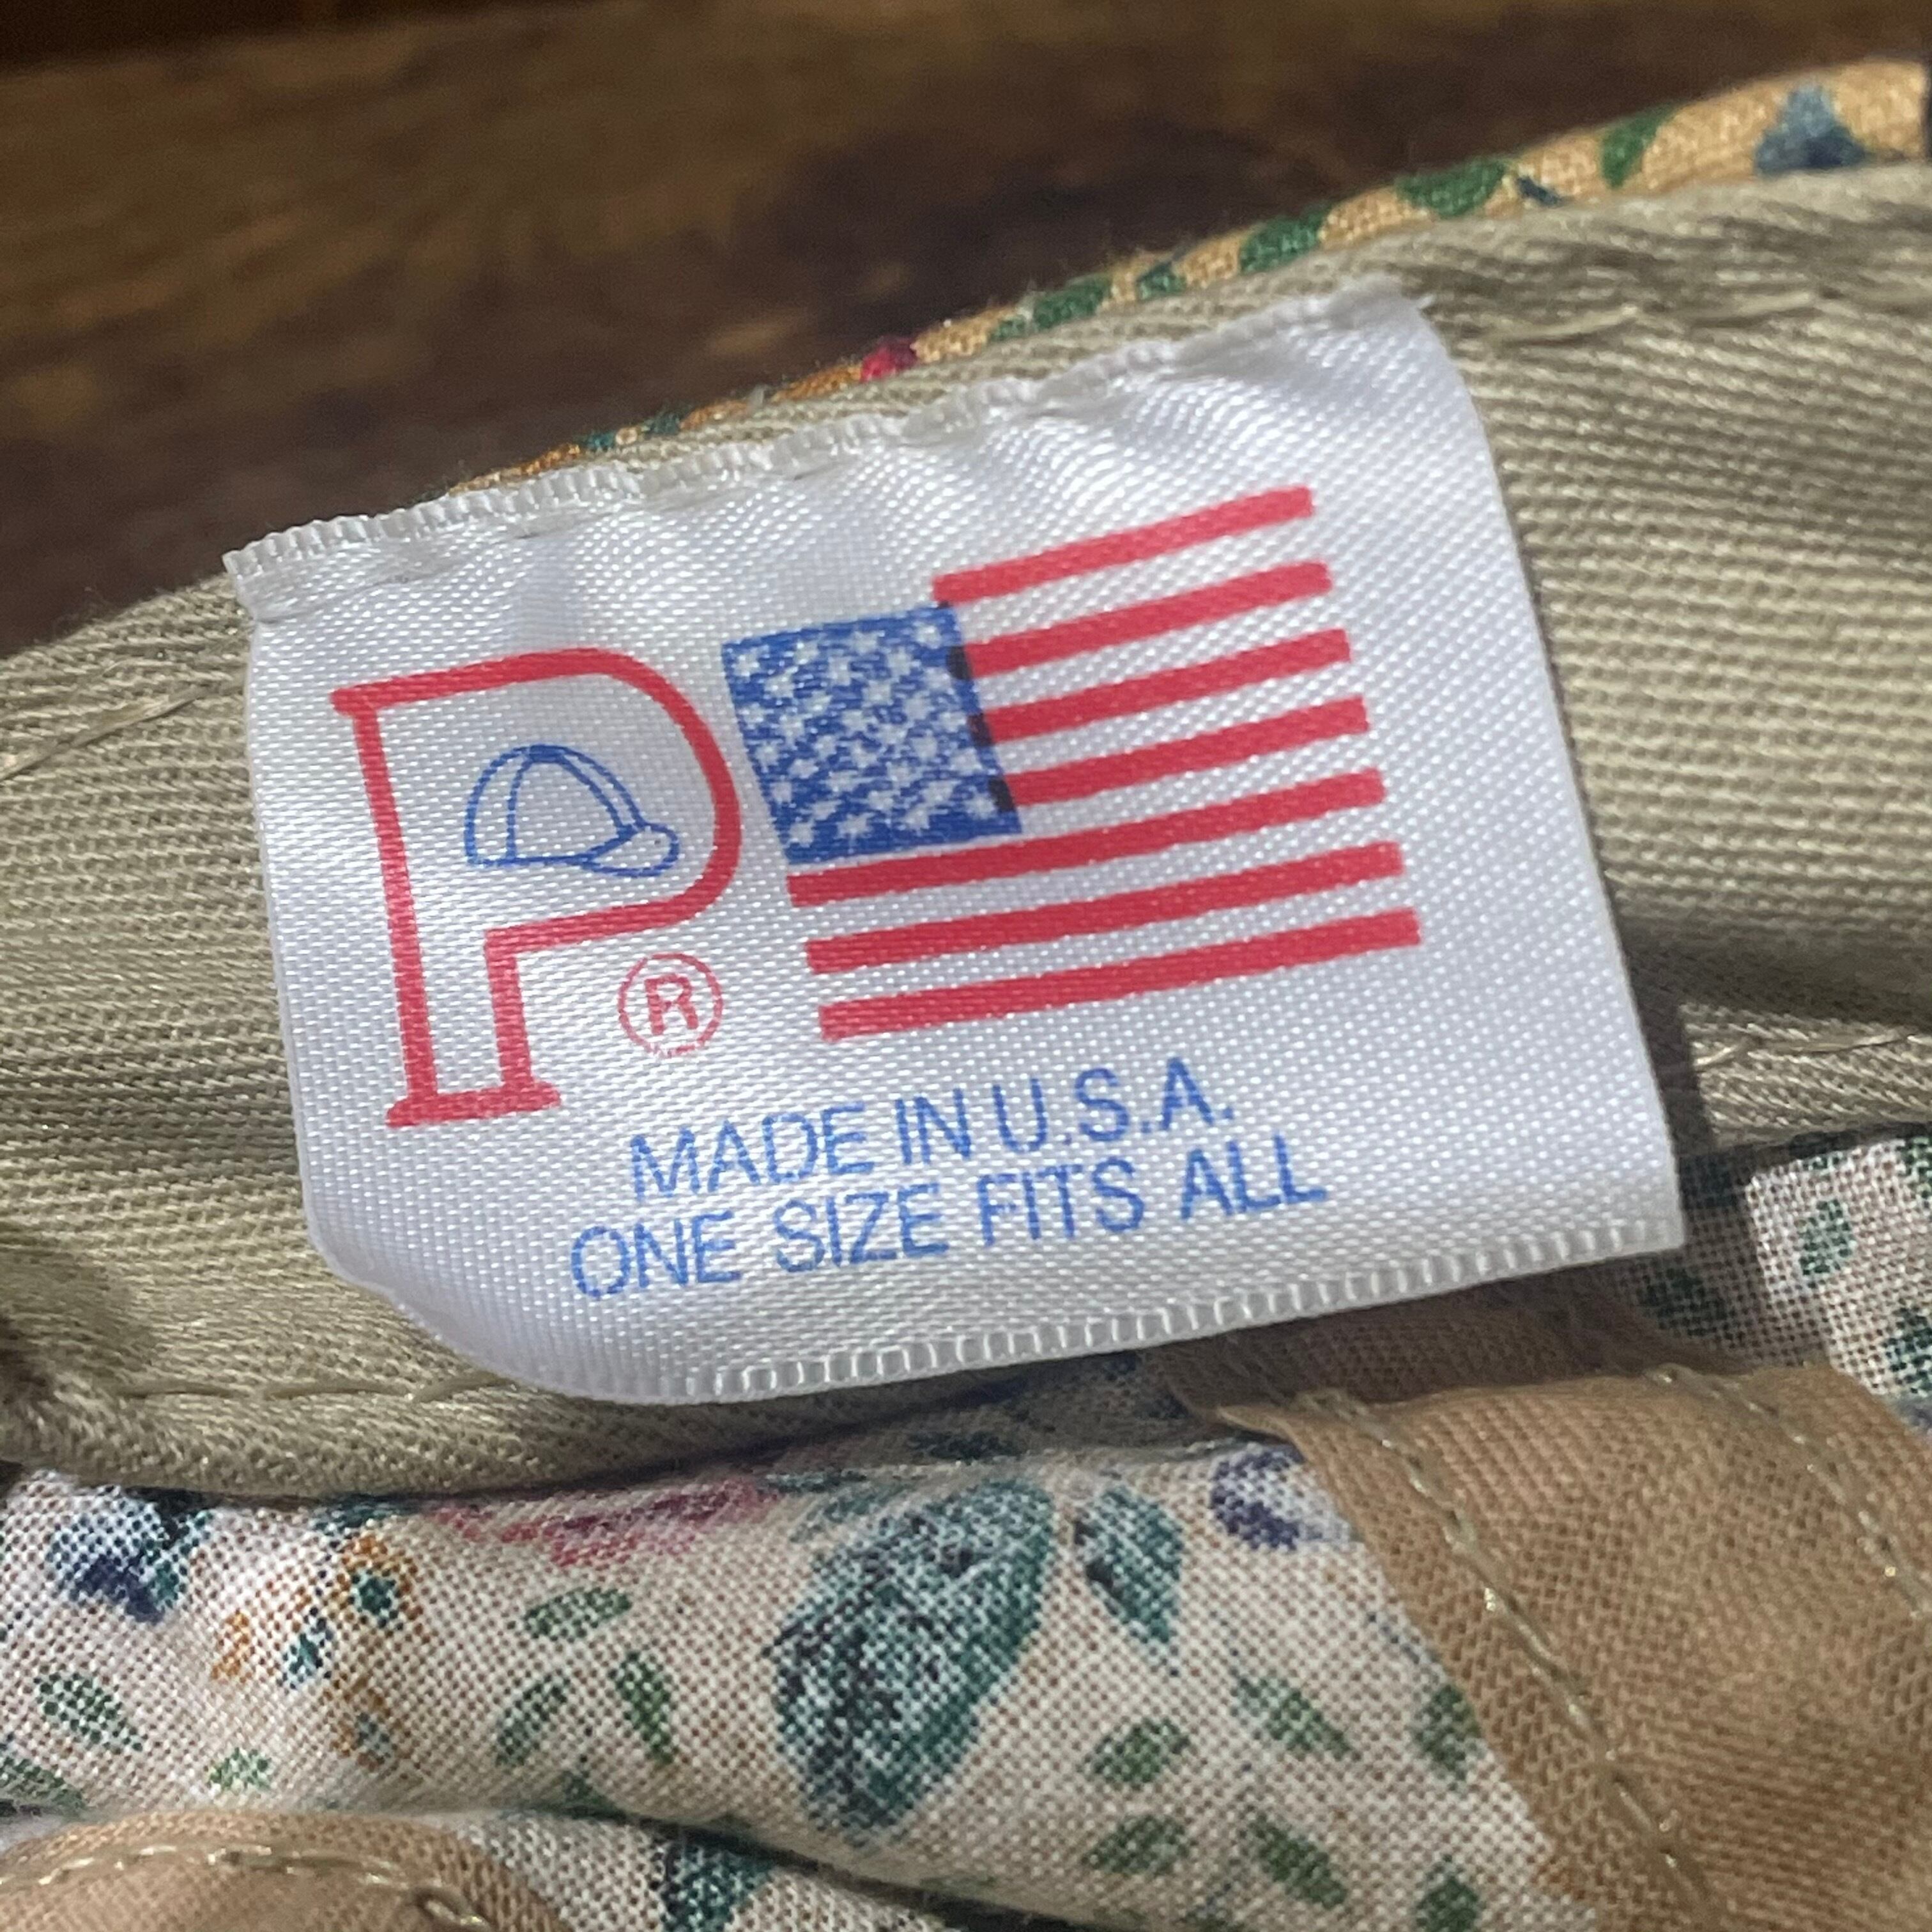 P
®
MADE IN U.S.A.
ONE SIZE FITS ALL